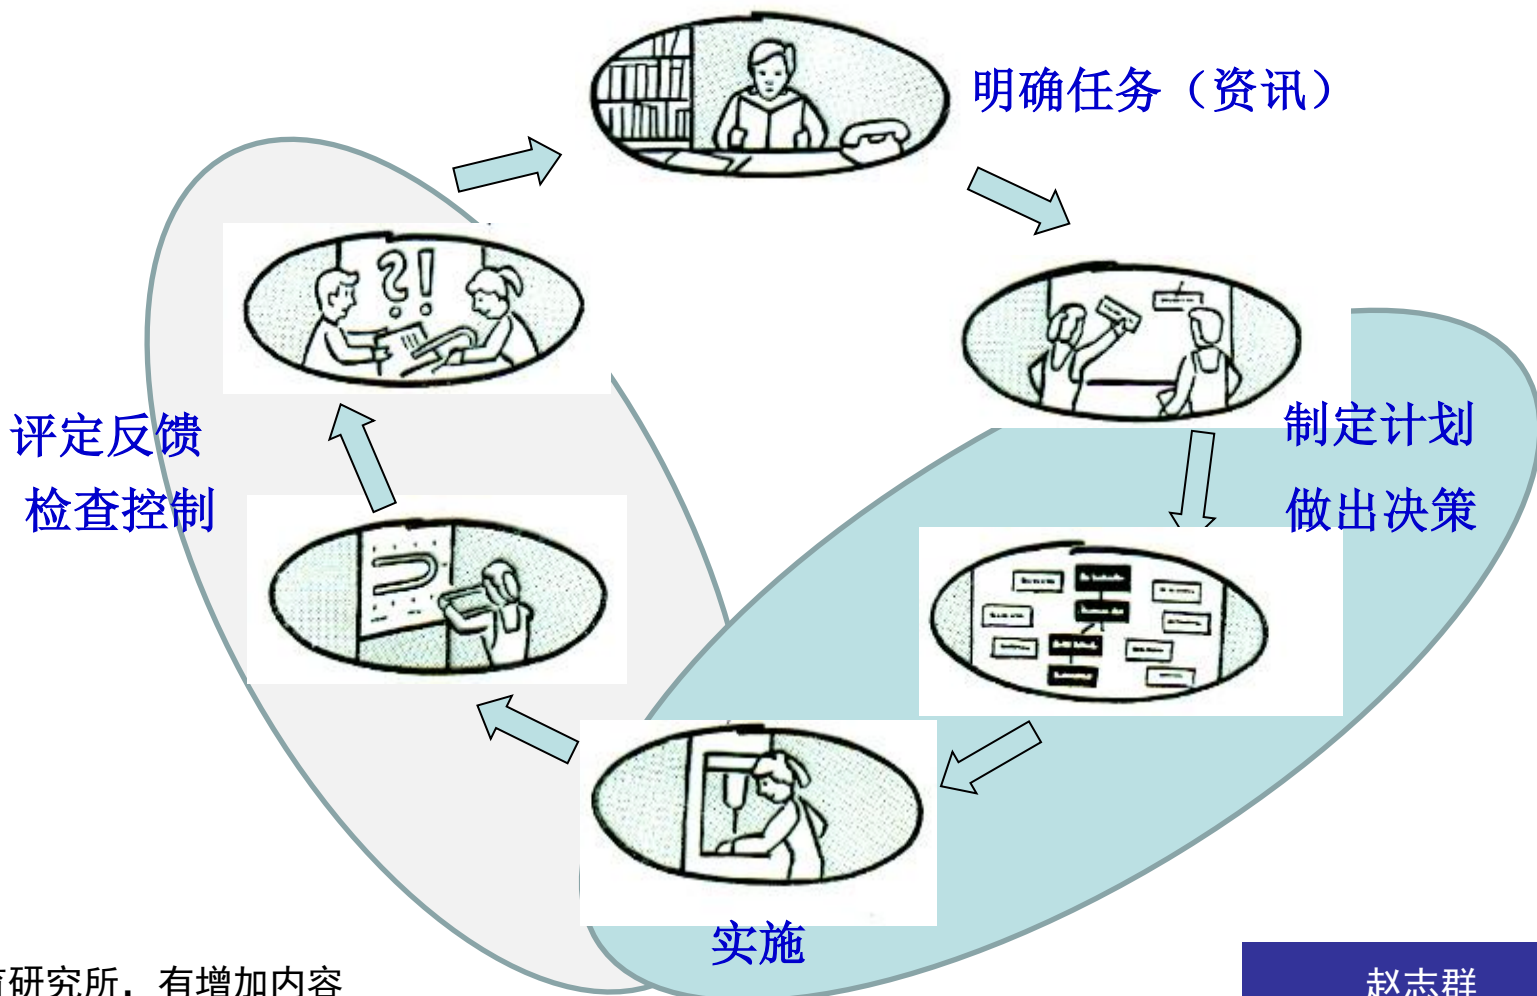 明确任务（资讯）
?!
制定计划
做出决策
评定反馈
检查控制
实施
研究所，有增加内容
赵志群